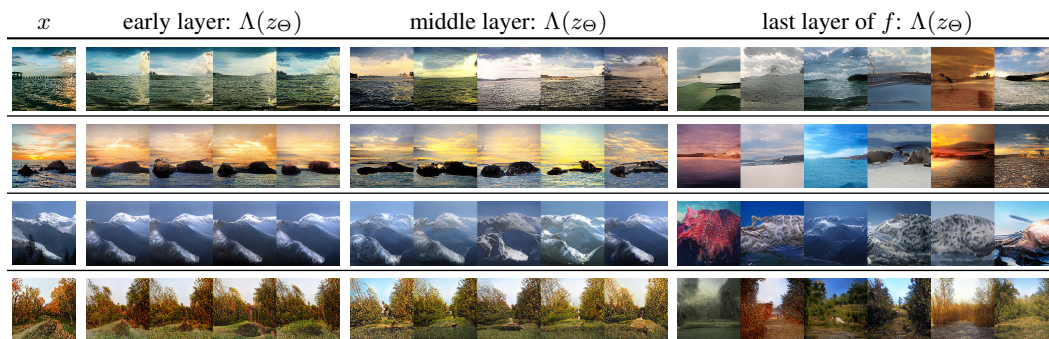 x early layer: Λ(z_Θ) middle layer: Λ(z_Θ) last layer of f: Λ(z_Θ)